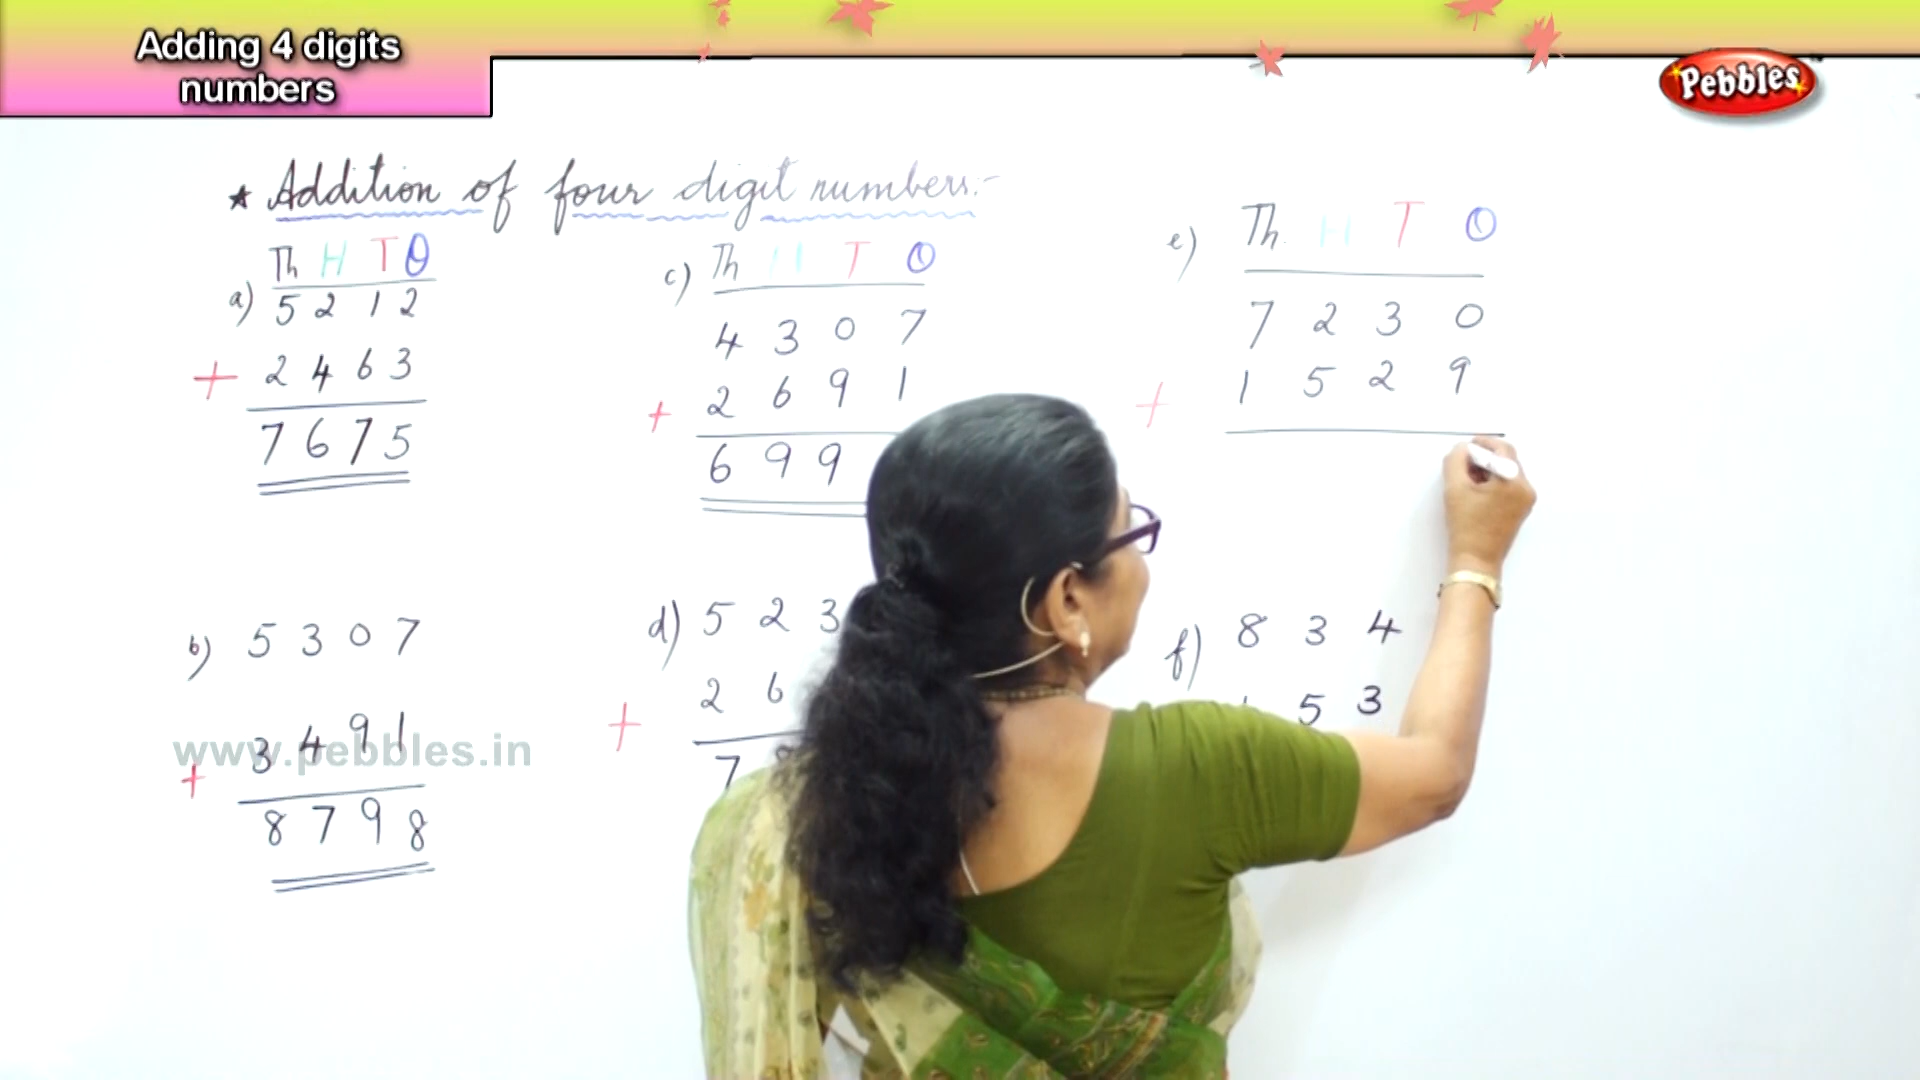 Adding 4 digits
numbers
Pebbles
★ Addition of four digit numbers:-
Th H T O
a) 5 2 1 2
+ 2 4 6 3
7 6 7 5
b) 5 3 0 7
+ 3 4 9 1
8 7 9 8
c) Th H T O
4 3 0 7
+ 2 6 9 1
6 9 9
d) 5 2 3
+ 2 6
7
e) Th H T O
7 2 3 0
+ 1 5 2 9
f) 8 3 4
5 3
www.pebbles.in